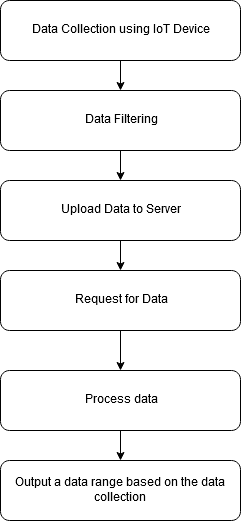 Data Collection using IoT Device
Data Filtering
Upload Data to Server
Request for Data
Process data
Output a data range based on the data
collection